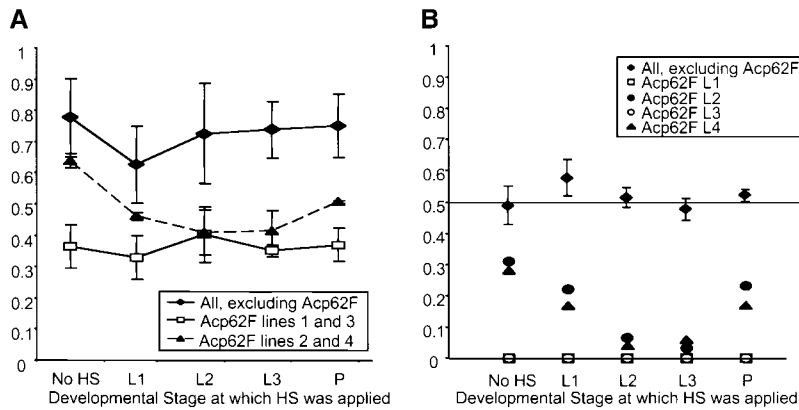 A
1
0.9
0.8
0.7
0.6
0.5
0.4
0.3
0.2
0.1
0
All, excluding Acp62F
Acp62F lines 1 and 3
Acp62F lines 2 and 4
No HS L1 L2 L3 P
Developmental Stage at which HS was applied
B
1
0.9
0.8
0.7
0.6
0.5
0.4
0.3
0.2
0.1
0
All, excluding Acp62F
Acp62F L1
Acp62F L2
Acp62F L3
Acp62F L4
No HS L1 L2 L3 P
Developmental Stage at which HS was applied